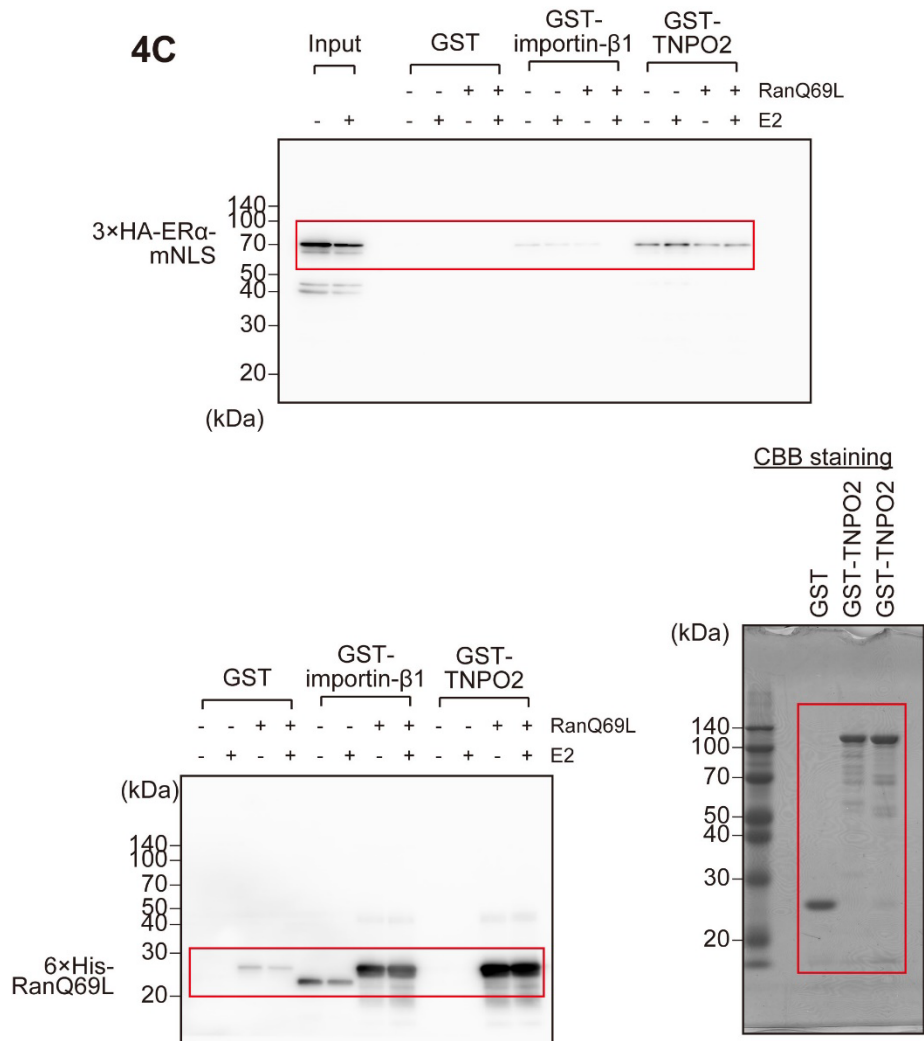 4C
Input
GST
GST-
importin-β1
GST-
TNPO2
- - + + - - + + - - + + RanQ69L
- + - + - + - + - + - + - + E2
3×HA-ERα-
mNLS
140
100
70
50
40
30
20
(kDa)
CBB staining
GST
GST-TNPO2
GST-TNPO2
(kDa)
140
100
70
50
40
30
20
GST
GST-
importin-β1
GST-
TNPO2
- - + + - - + + - - + + RanQ69L
- + - + - + - + - + - + E2
(kDa)
140
100
70
50
40
30
20
6×His-
RanQ69L